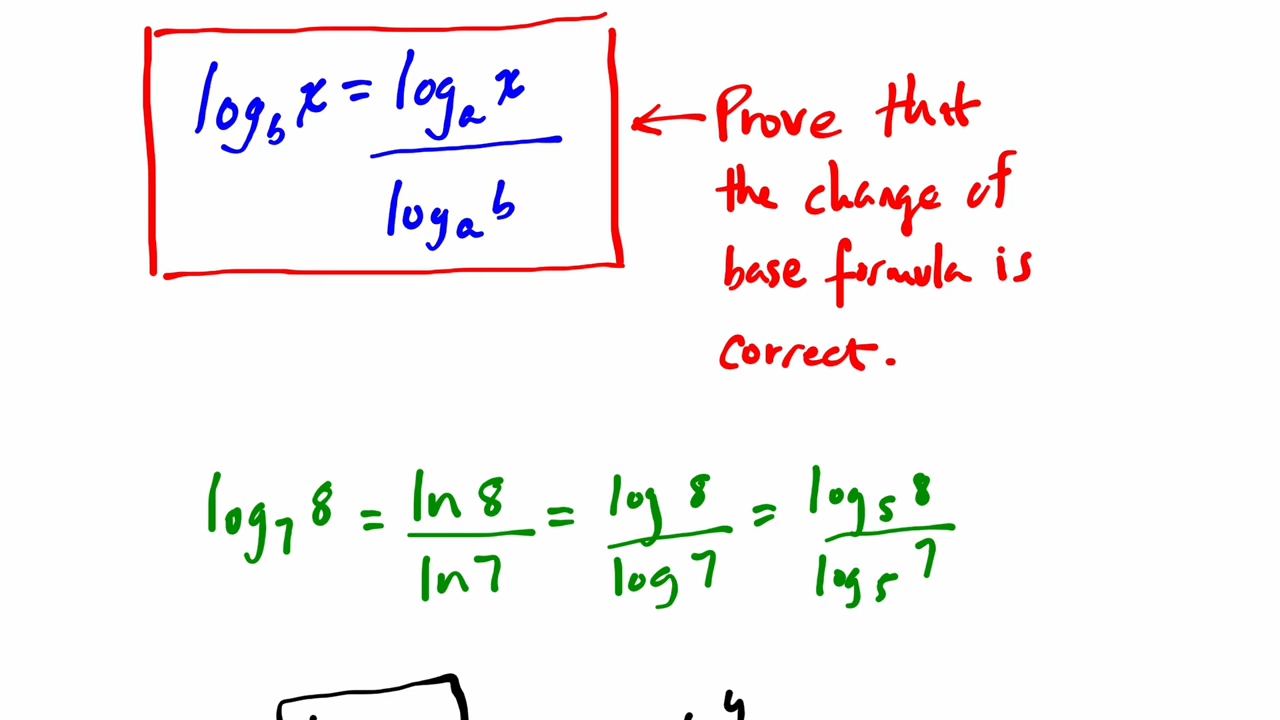 log_b x = log_a x / log_a b
← Prove that
the change of
base formula is
correct.
log_7 8 = ln 8 / ln 7 = log 8 / log 7 = log_5 8 / log_5 7
y